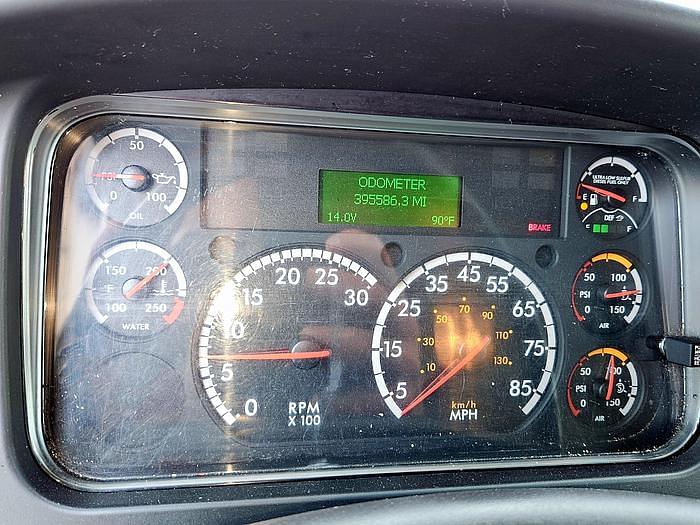 50
PSI
0 100
OIL
150 200
°F
100 250
WATER
ODOMETER
395586.3 MI
14.0V 90°F
BRAKE
ULTRA LOW SULFUR
DIESEL FUEL ONLY
E F
DEF
E F
50 100
PSI
0 150
AIR
50 100
PSI
0 150
AIR
0
5
10
15
20
25
30
RPM
X 100
5
15
25
35
45
55
65
75
85
30
50
70
90
110
130
km/h
MPH